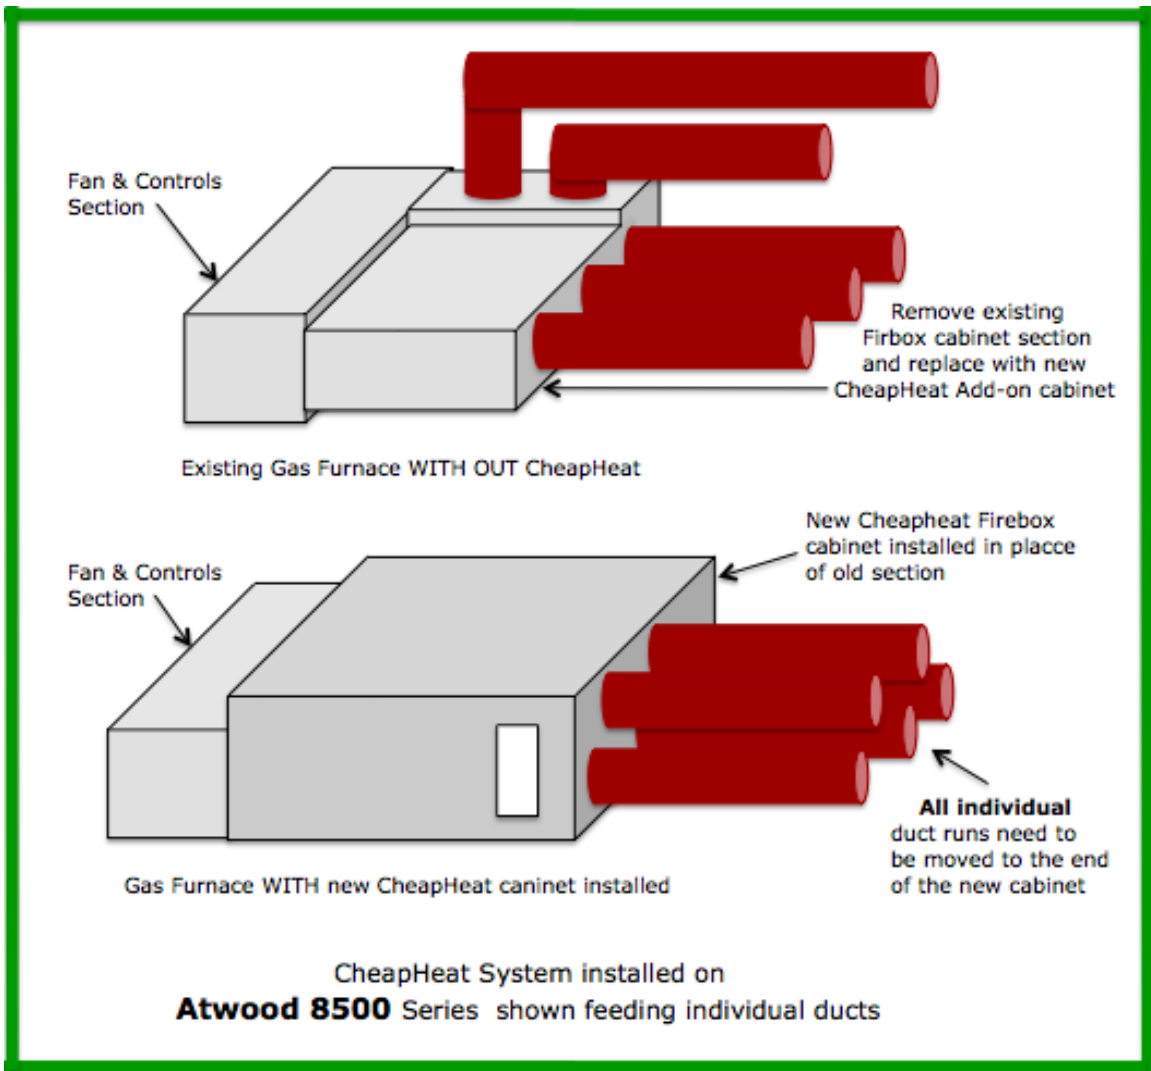 Fan & Controls
Section
Remove existing
Firbox cabinet section
and replace with new
CheapHeat Add-on cabinet
Existing Gas Furnace WITH OUT CheapHeat
New Cheapheat Firebox
cabinet installed in placce
of old section
Fan & Controls
Section
All individual
duct runs need to
be moved to the end
of the new cabinet
Gas Furnace WITH new CheapHeat caninet installed
CheapHeat System installed on
Atwood 8500 Series shown feeding individual ducts